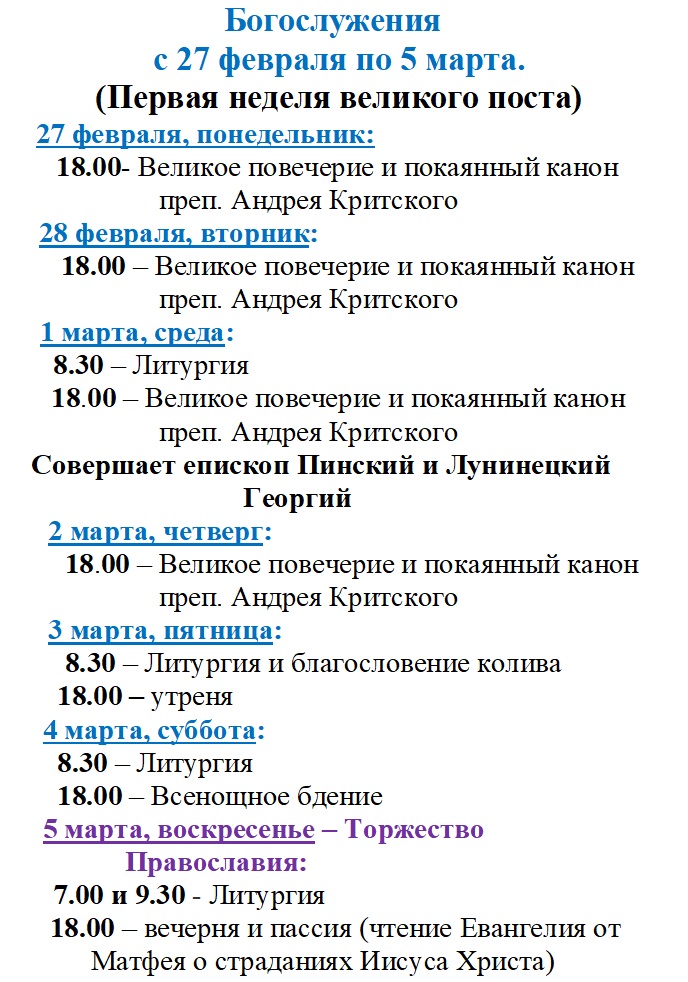 Богослужения
с 27 февраля по 5 марта.
(Первая неделя великого поста)
27 февраля, понедельник:
18.00- Великое повечерие и покаянный канон
преп. Андрея Критского
28 февраля, вторник:
18.00 – Великое повечерие и покаянный канон
преп. Андрея Критского
1 марта, среда:
8.30 – Литургия
18.00 – Великое повечерие и покаянный канон
преп. Андрея Критского
Совершает епископ Пинский и Лунинецкий
Георгий
2 марта, четверг:
18.00 – Великое повечерие и покаянный канон
преп. Андрея Критского
3 марта, пятница:
8.30 – Литургия и благословение колива
18.00 – утреня
4 марта, суббота:
8.30 – Литургия
18.00 – Всенощное бдение
5 марта, воскресенье – Торжество
Православия:
7.00 и 9.30 - Литургия
18.00 – вечерня и пассия (чтение Евангелия от
Матфея о страданиях Иисуса Христа)